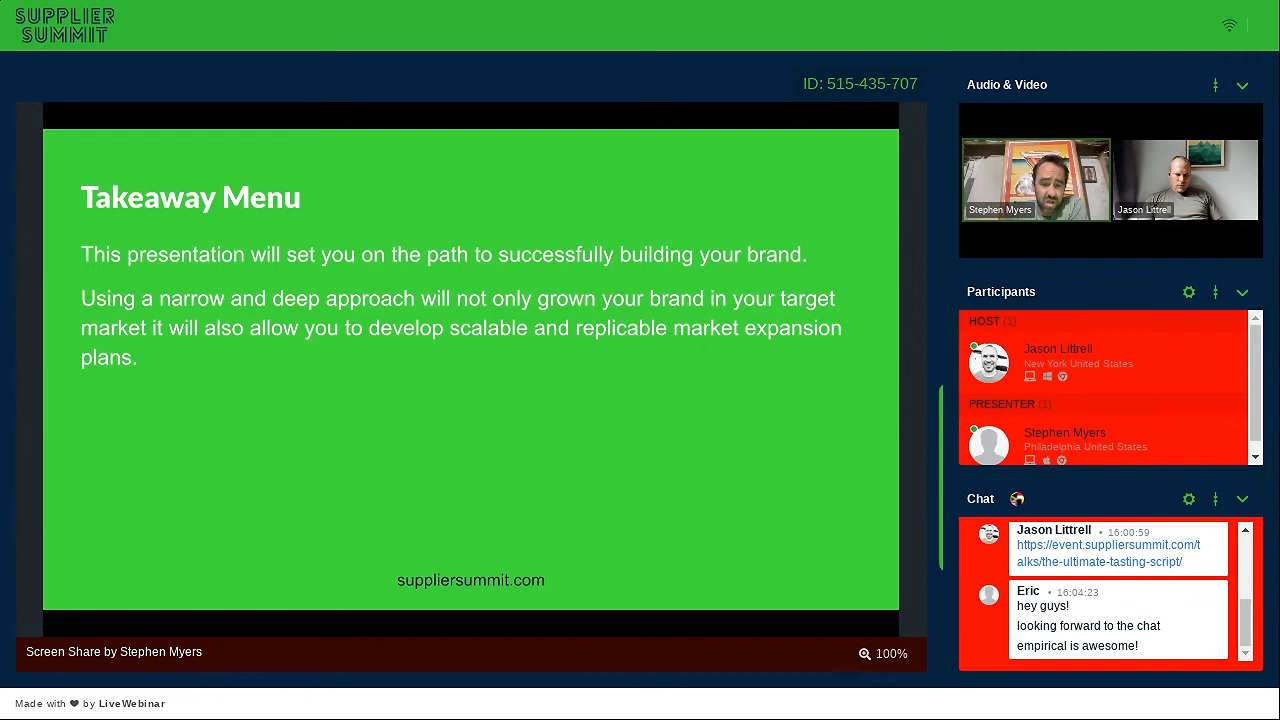 SUPPLIER
SUMMIT
ID: 515-435-707
Takeaway Menu
This presentation will set you on the path to successfully building your brand.
Using a narrow and deep approach will not only grown your brand in your target
market it will also allow you to develop scalable and replicable market expansion
plans.
suppliersummit.com
Screen Share by Stephen Myers
100%
Audio & Video
Stephen Myers
Jason Littrell
Participants
HOST (1)
Jason Littrell
New York United States
PRESENTER (1)
Stephen Myers
Philadelphia United States
Chat
Jason Littrell • 16:00:59
https://event.suppliersummit.com/t
alks/the-ultimate-tasting-script/
Eric • 16:04:23
hey guys!
looking forward to the chat
empirical is awesome!
Made with ❤ by LiveWebinar